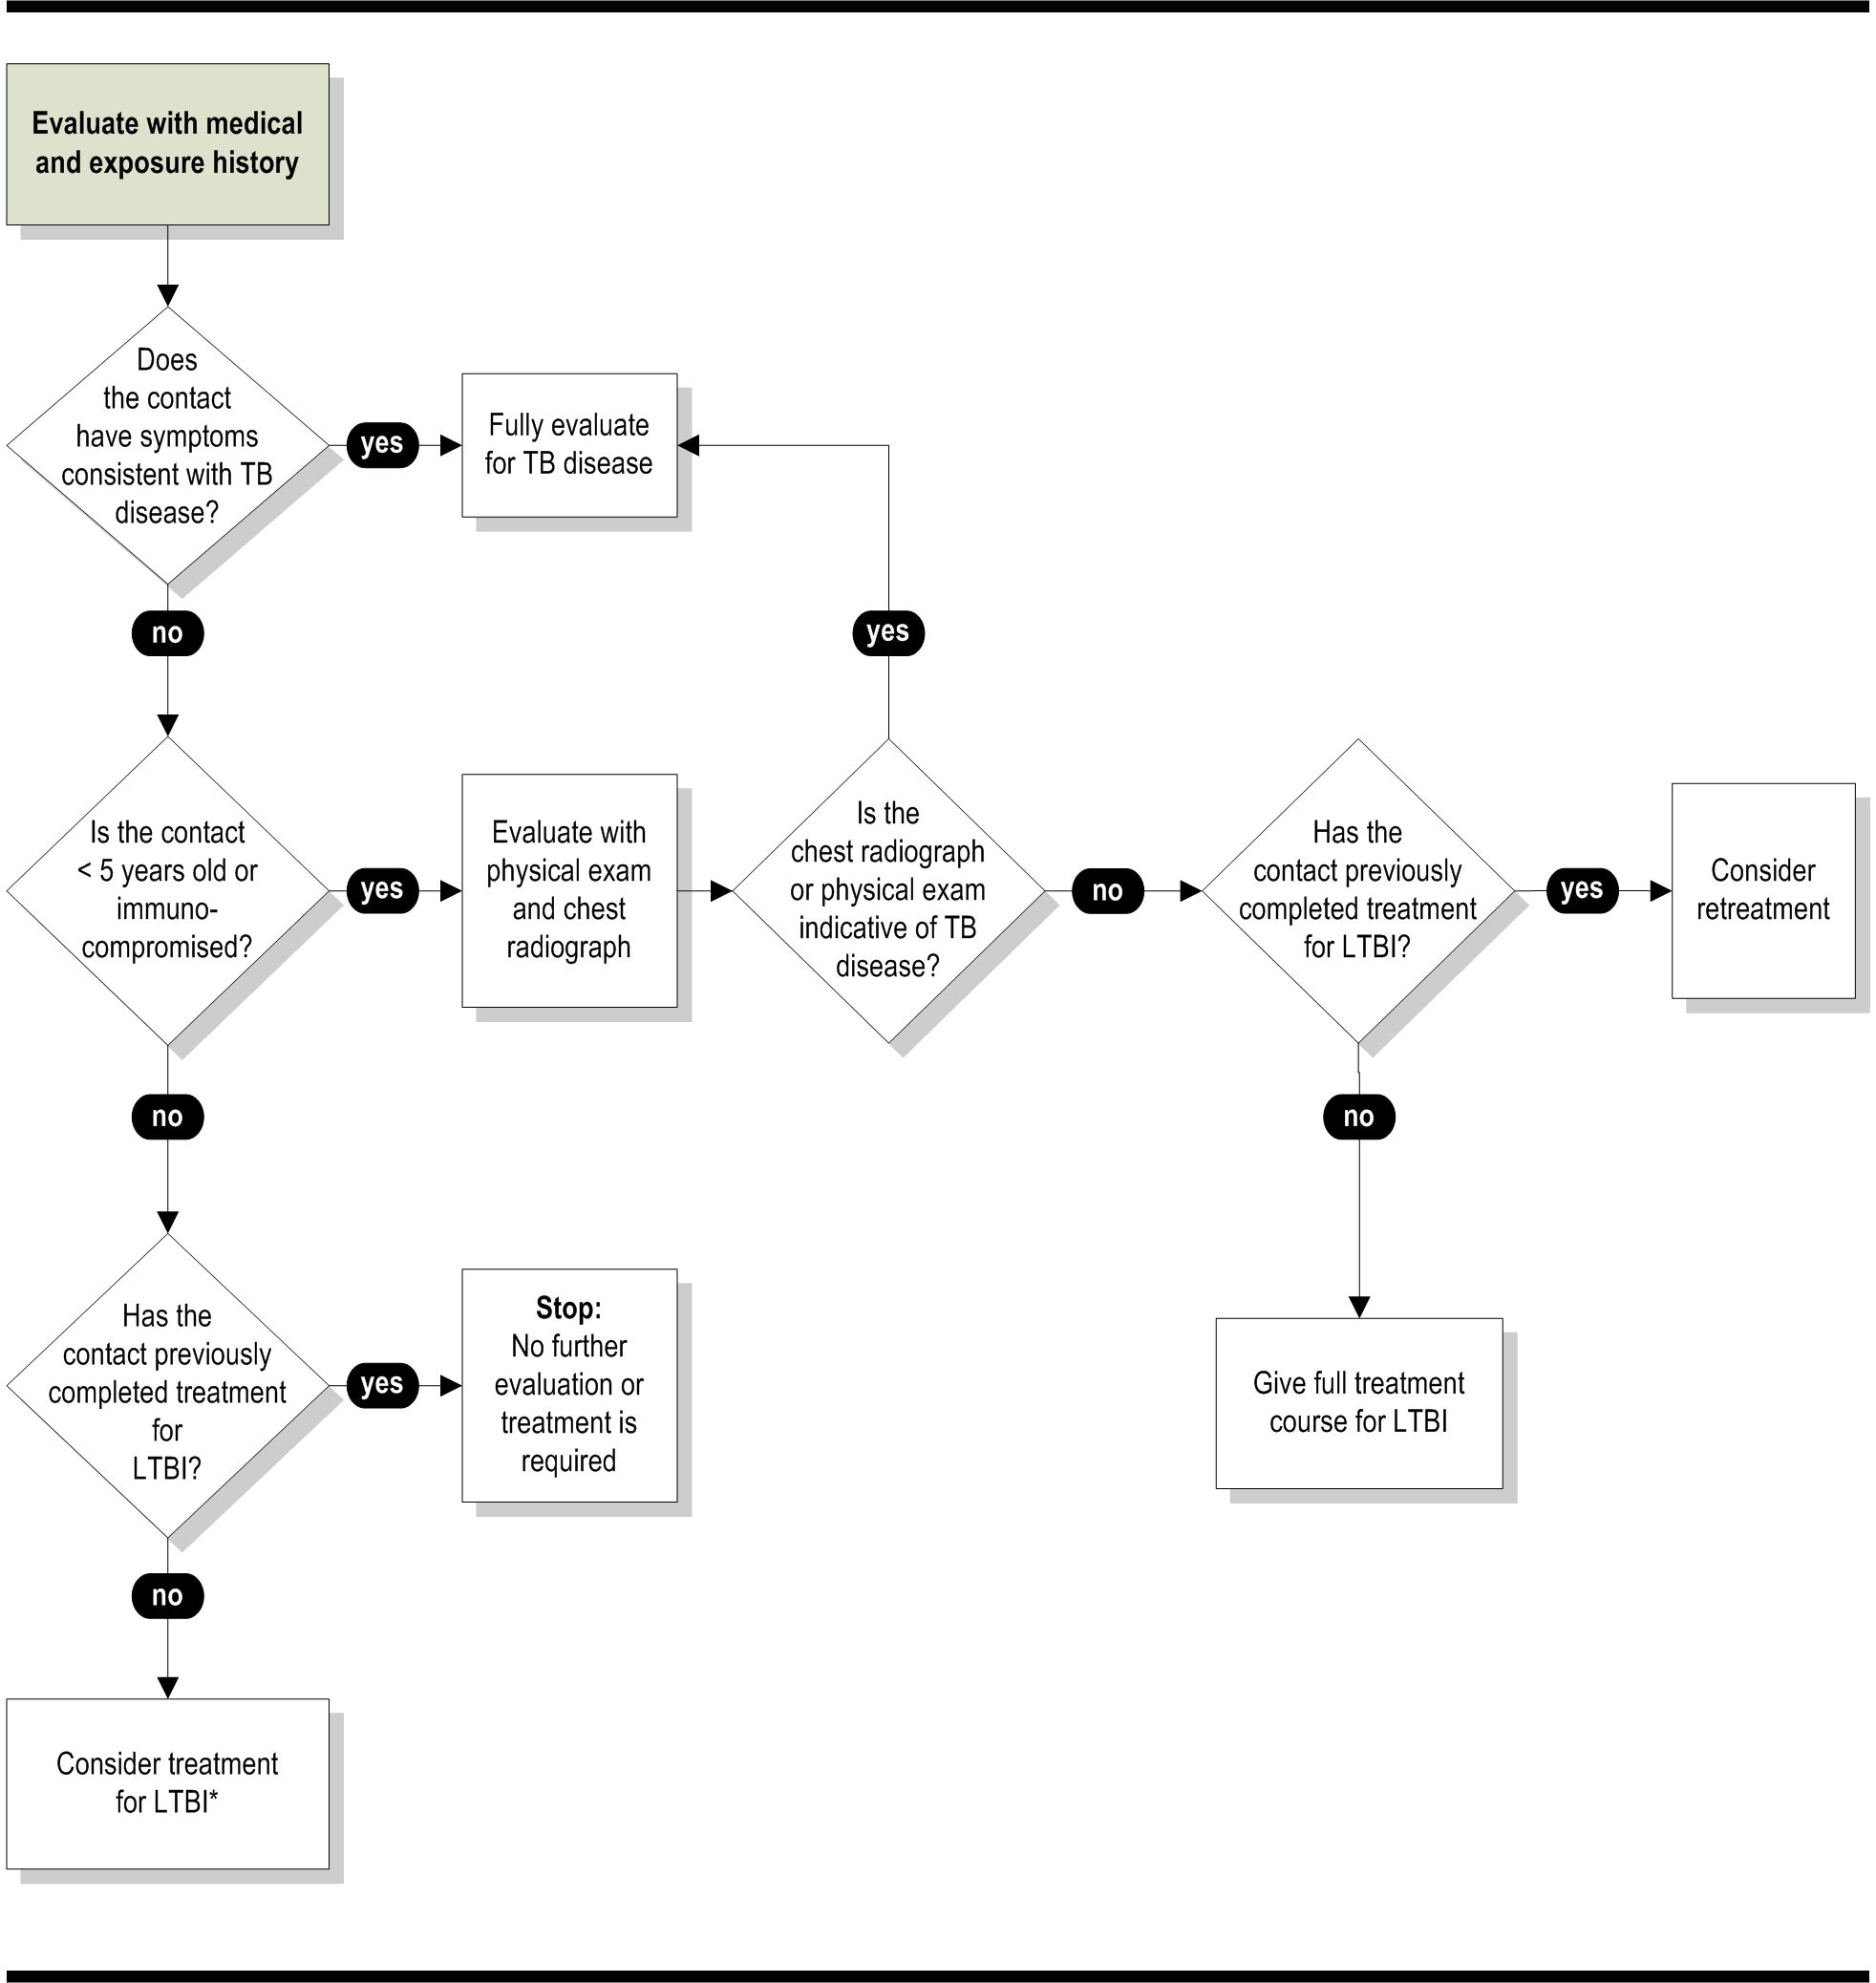 Evaluate with medical
and exposure history
Does
the contact
have symptoms
consistent with TB
disease?
yes
Fully evaluate
for TB disease
no
yes
Is the contact
< 5 years old or
immuno-
compromised?
yes
Evaluate with
physical exam
and chest
radiograph
Is the
chest radiograph
or physical exam
indicative of TB
disease?
no
Has the
contact previously
completed treatment
for LTBI?
yes
Consider
retreatment
no
no
Has the
contact previously
completed treatment
for
LTBI?
yes
Stop:
No further
evaluation or
treatment is
required
Give full treatment
course for LTBI
no
Consider treatment
for LTBI*